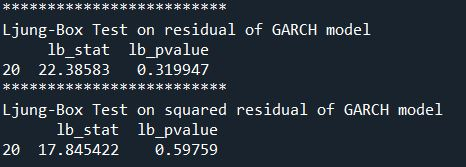 *************************
Ljung-Box Test on residual of GARCH model
lb_stat lb_pvalue
20 22.38583 0.319947
*************************
Ljung-Box Test on squared residual of GARCH model
lb_stat lb_pvalue
20 17.845422 0.59759